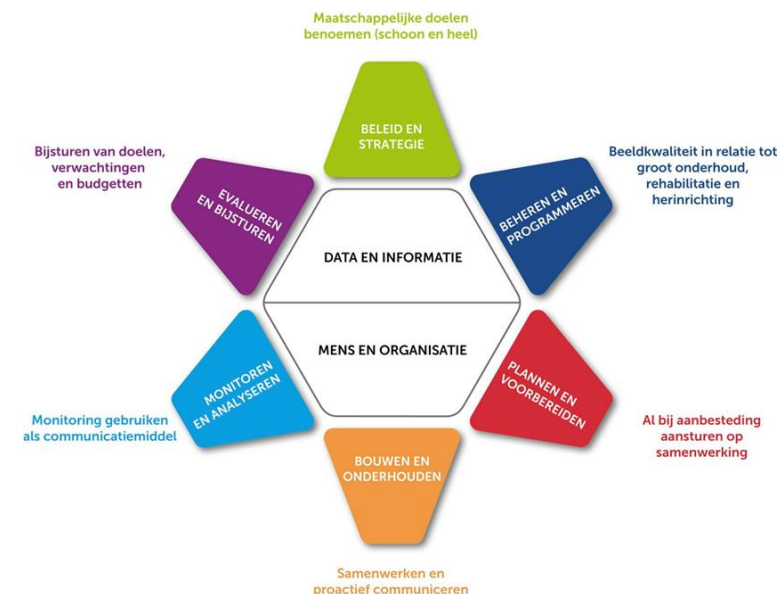 Maatschappelijke doelen
benoemen (schoon en heel)
BELEID EN
STRATEGIE
Beeldkwaliteit in relatie tot
groot onderhoud,
rehabilitatie en
herinrichting
BEHEREN EN
PROGRAMMEREN
PLANNEN EN
VOORBEREIDEN
Al bij aanbesteding
aansturen op
samenwerking
BOUWEN EN
ONDERHOUDEN
Samenwerken en
proactief communiceren
MONITOREN
EN ANALYSEREN
Monitoring gebruiken
als communicatiemiddel
EVALUEREN
EN BIJSTUREN
Bijsturen van doelen,
verwachtingen
en budgetten
DATA EN INFORMATIE
MENS EN ORGANISATIE